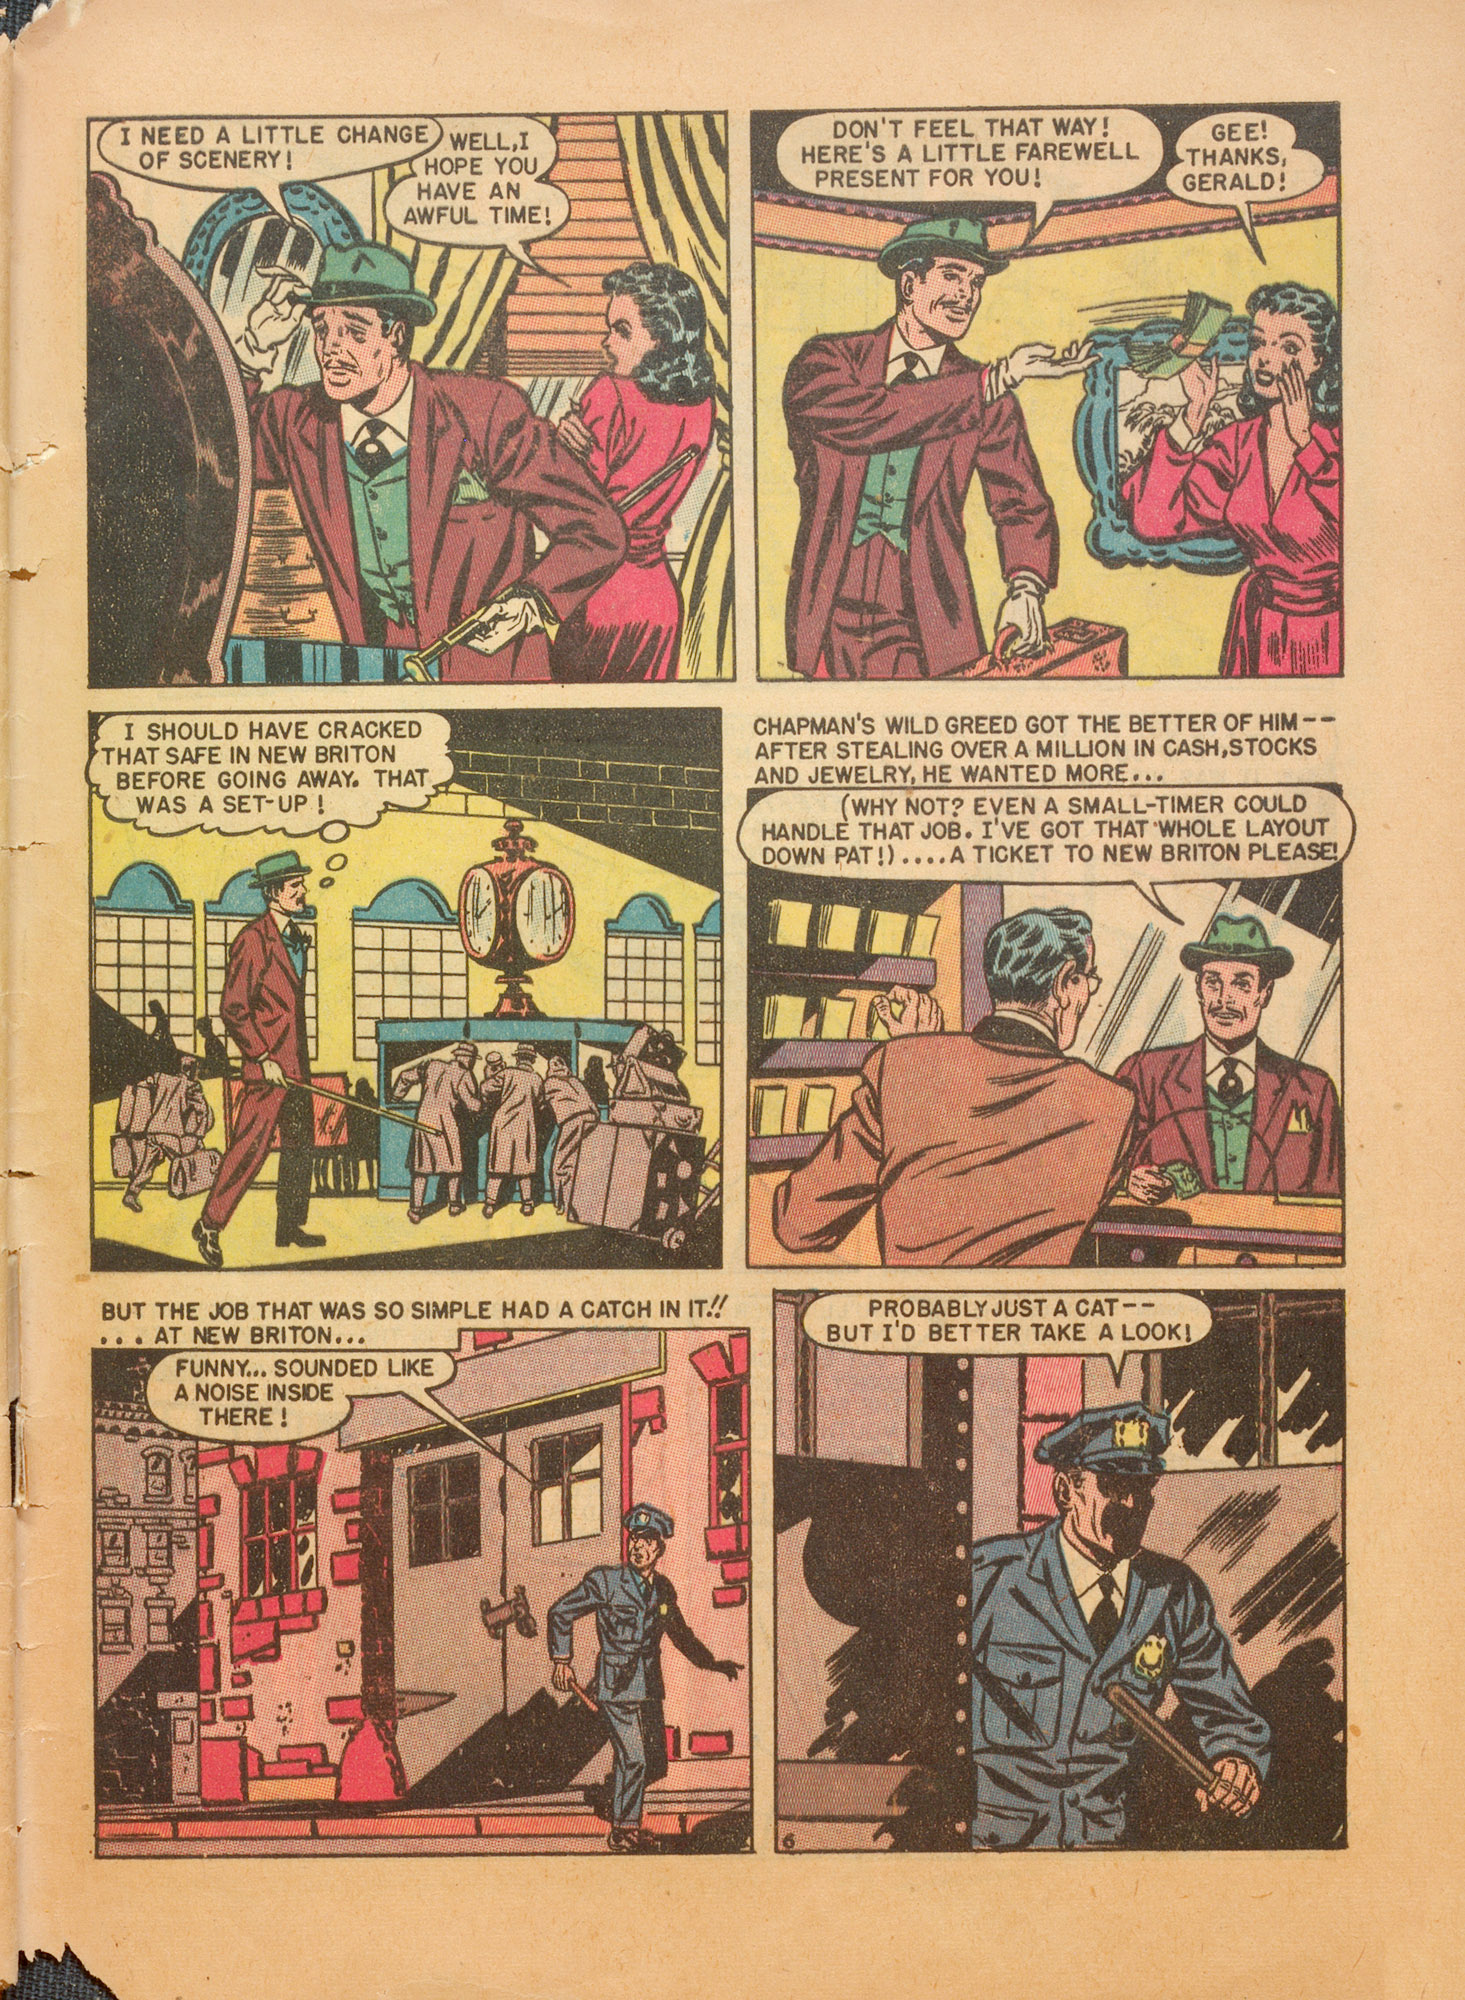 I NEED A LITTLE CHANGE
OF SCENERY!
WELL, I
HOPE YOU
HAVE AN
AWFUL TIME!
DON'T FEEL THAT WAY!
HERE'S A LITTLE FAREWELL
PRESENT FOR YOU!
GEE!
THANKS,
GERALD!
I SHOULD HAVE CRACKED
THAT SAFE IN NEW BRITON
BEFORE GOING AWAY. THAT
WAS A SET-UP!
CHAPMAN'S WILD GREED GOT THE BETTER OF HIM--
AFTER STEALING OVER A MILLION IN CASH, STOCKS
AND JEWELRY, HE WANTED MORE...
(WHY NOT? EVEN A SMALL-TIMER COULD
HANDLE THAT JOB. I'VE GOT THAT WHOLE LAYOUT
DOWN PAT!)....A TICKET TO NEW BRITON PLEASE!
BUT THE JOB THAT WAS SO SIMPLE HAD A CATCH IN IT!!
... AT NEW BRITON...
FUNNY... SOUNDED LIKE
A NOISE INSIDE
THERE!
PROBABLY JUST A CAT--
BUT I'D BETTER TAKE A LOOK!
6